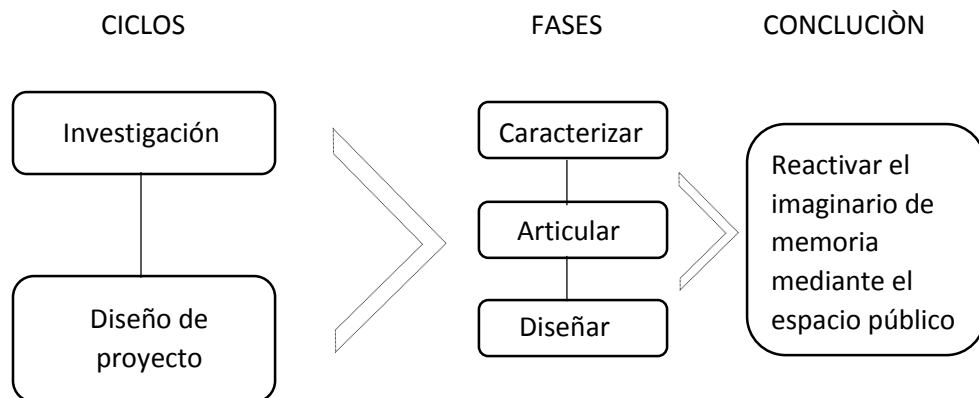 CICLOS
FASES
CONCLUCIÒN
Investigación
Diseño de
proyecto
Caracterizar
Articular
Diseñar
Reactivar el
imaginario de
memoria
mediante el
espacio público